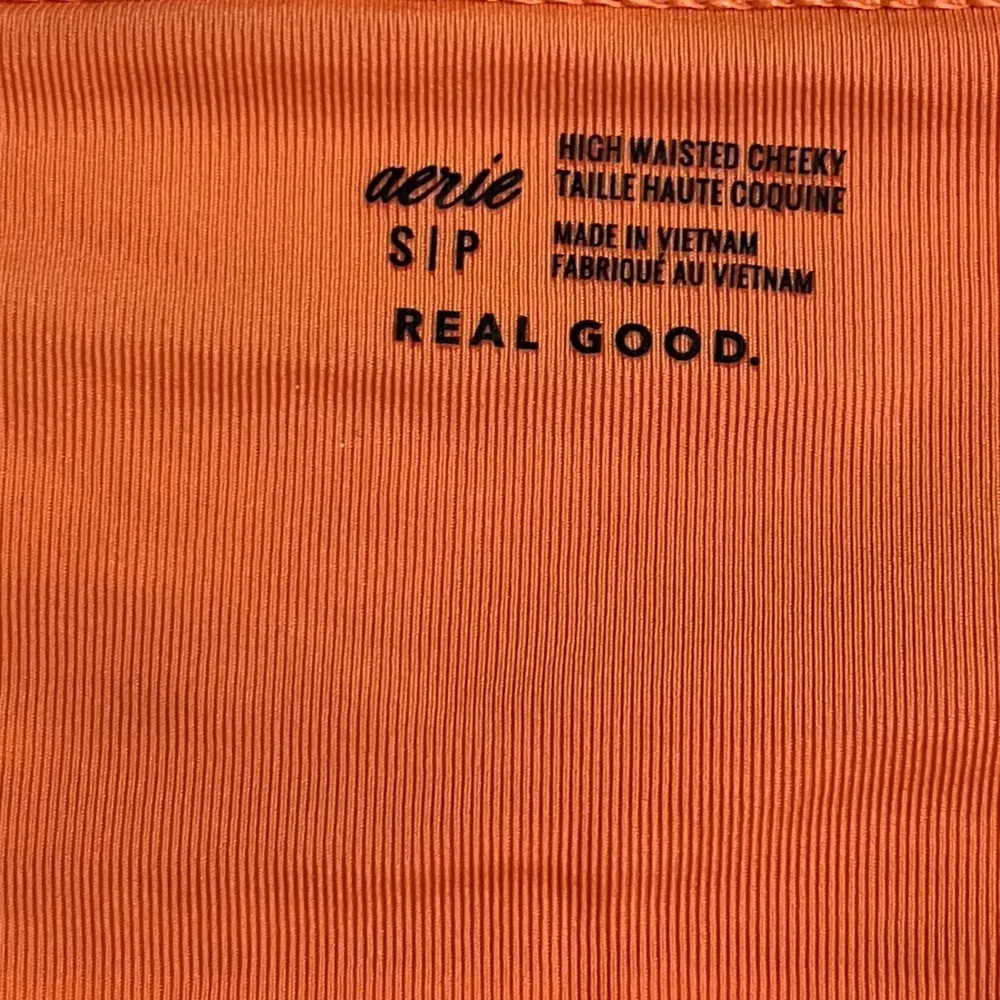 aerie
S|P
HIGH WAISTED CHEEKY
TAILLE HAUTE COQUINE
MADE IN VIETNAM
FABRIQUÉ AU VIETNAM
REAL GOOD.